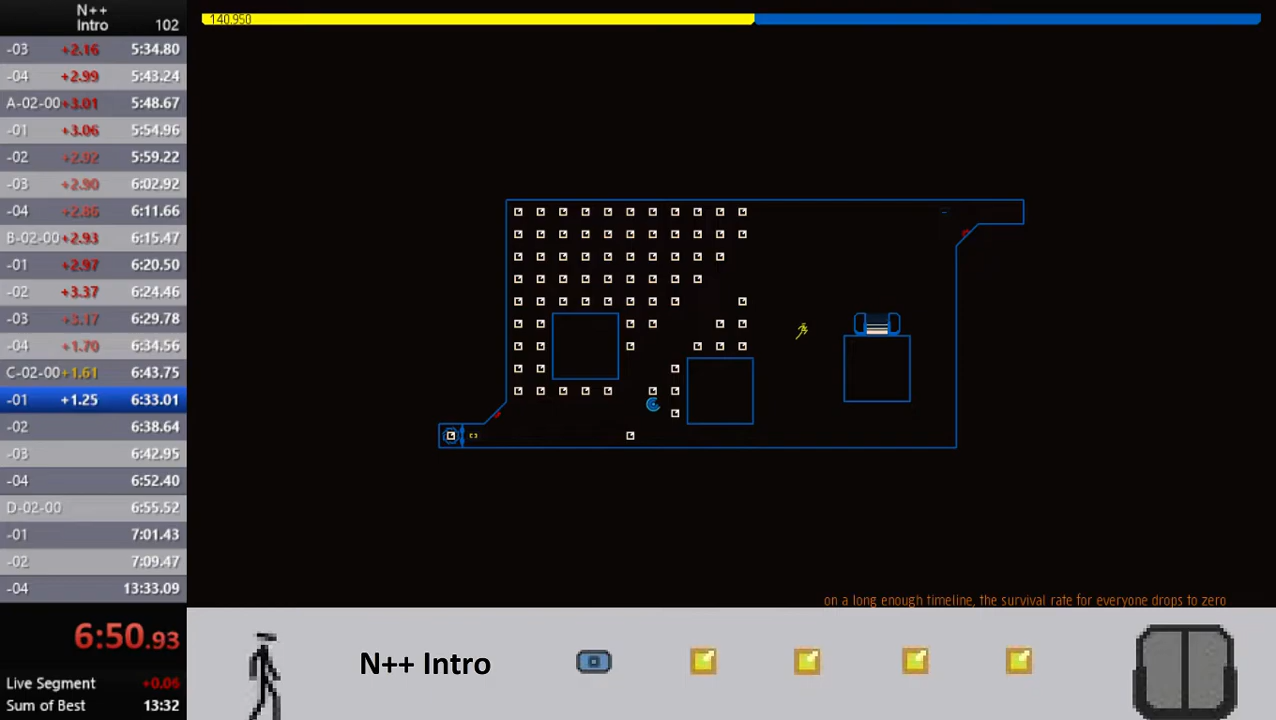 N++
Intro 102
140.950
-03 +2.16 5:34.80
-04 +2.99 5:43.24
A-02-00 +3.01 5:48.67
-01 +3.06 5:54.96
-02 +2.92 5:59.22
-03 +2.90 6:02.92
-04 +2.86 6:11.66
B-02-00 +2.93 6:15.47
-01 +2.97 6:20.50
-02 +3.37 6:24.46
-03 +3.17 6:29.78
-04 +1.70 6:34.56
C-02-00 +1.61 6:43.75
-01 +1.25 6:33.01
-02 6:38.64
-03 6:42.95
-04 6:52.40
D-02-00 6:55.52
-01 7:01.43
-02 7:09.47
-04 13:33.09
on a long enough timeline, the survival rate for everyone drops to zero
6:50.93
Live Segment +0.06
Sum of Best 13:32
N++ Intro